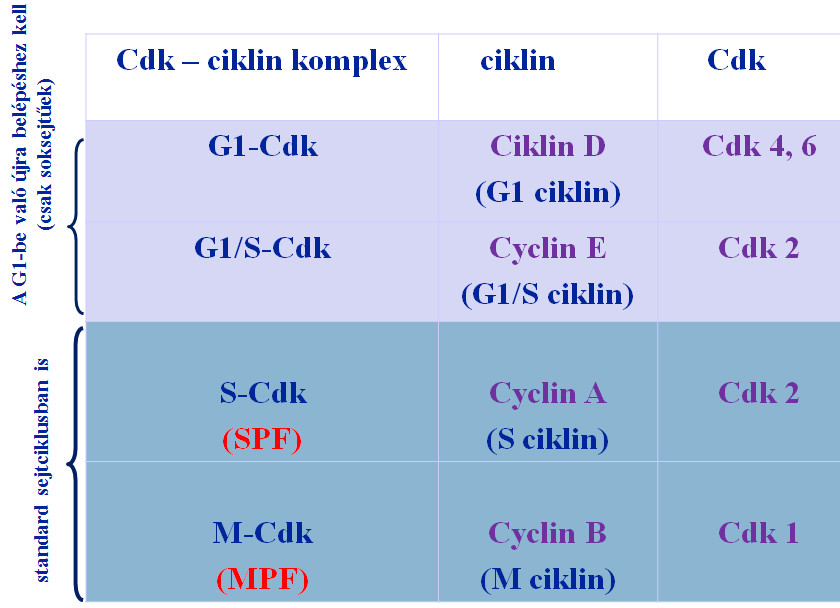 A G1-be való újra belépéshez kell
(csak soksejtűek)
Cdk – ciklin komplex ciklin Cdk
G1-Cdk Ciklin D Cdk 4, 6
(G1 ciklin)
G1/S-Cdk Cyclin E Cdk 2
(G1/S ciklin)
standard sejtciklusban is
S-Cdk Cyclin A Cdk 2
(SPF) (S ciklin)
M-Cdk Cyclin B Cdk 1
(MPF) (M ciklin)